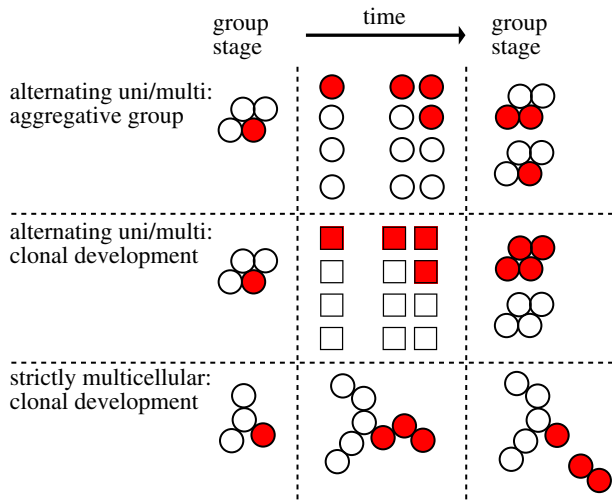 group
stage
time
group
stage
alternating uni/multi:
aggregative group
alternating uni/multi:
clonal development
strictly multicellular:
clonal development